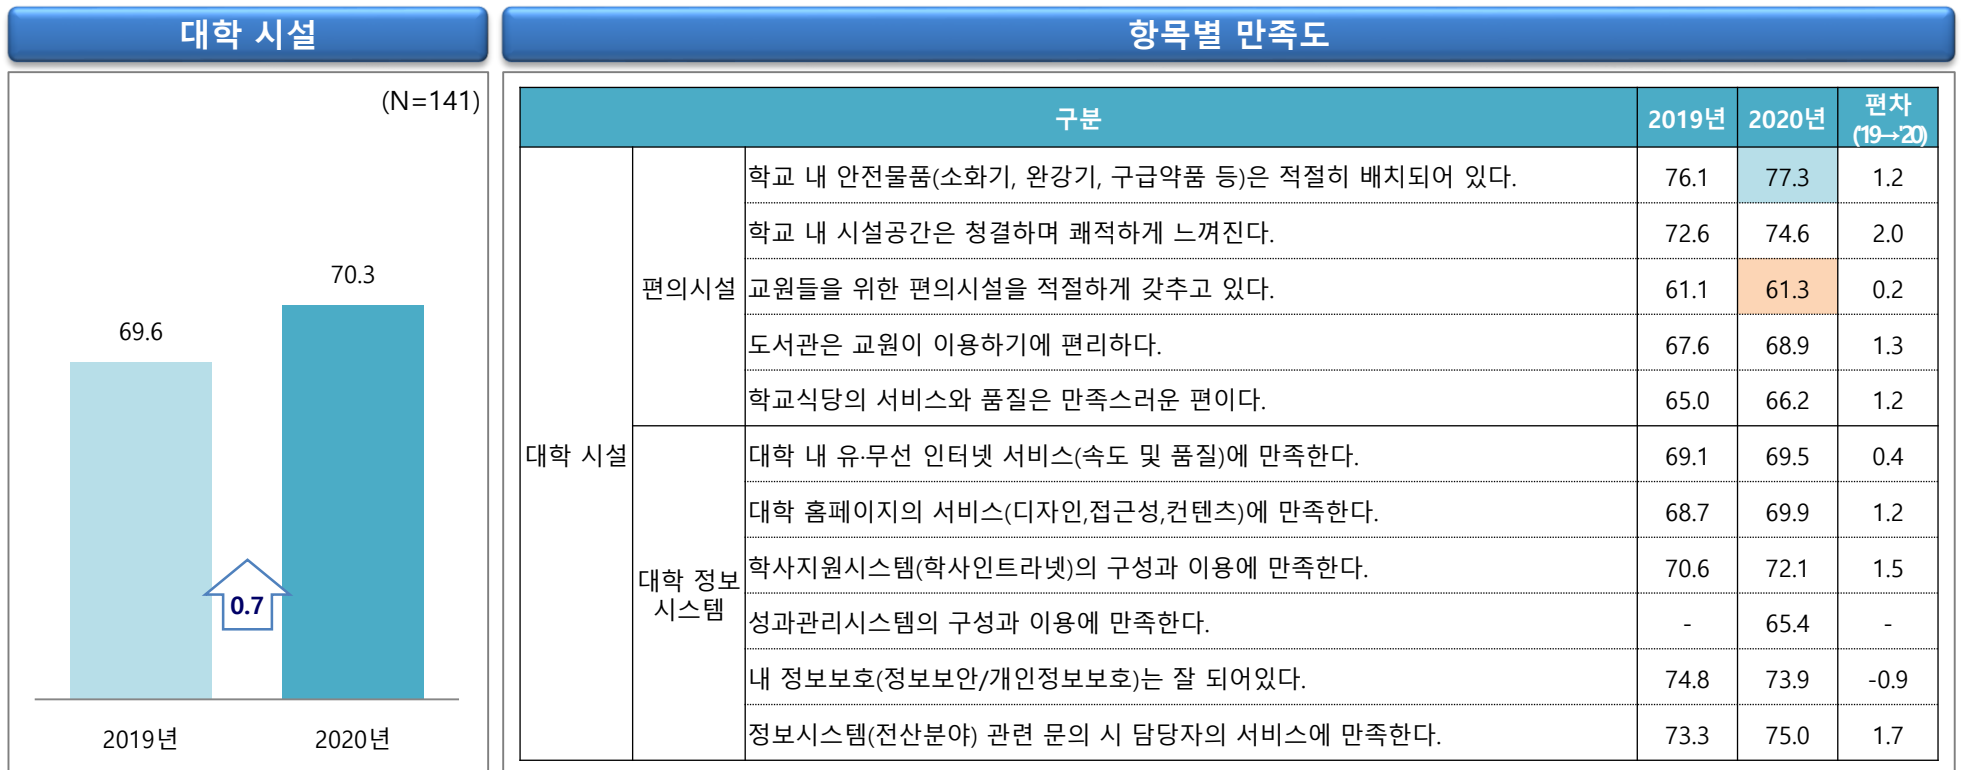 대학 시설
(N=141)
69.6
70.3
0.7
2019년 2020년
항목별 만족도
구분 2019년 2020년 편차
('19→'20)
대학 시설
편의시설
학교 내 안전물품(소화기, 완강기, 구급약품 등)은 적절히 배치되어 있다. 76.1 77.3 1.2
학교 내 시설공간은 청결하며 쾌적하게 느껴진다. 72.6 74.6 2.0
교원들을 위한 편의시설을 적절하게 갖추고 있다. 61.1 61.3 0.2
도서관은 교원이 이용하기에 편리하다. 67.6 68.9 1.3
학교식당의 서비스와 품질은 만족스러운 편이다. 65.0 66.2 1.2
대학 정보
시스템
대학 내 유·무선 인터넷 서비스(속도 및 품질)에 만족한다. 69.1 69.5 0.4
대학 홈페이지의 서비스(디자인,접근성,컨텐츠)에 만족한다. 68.7 69.9 1.2
학사지원시스템(학사인트라넷)의 구성과 이용에 만족한다. 70.6 72.1 1.5
성과관리시스템의 구성과 이용에 만족한다. - 65.4 -
내 정보보호(정보보안/개인정보보호)는 잘 되어있다. 74.8 73.9 -0.9
정보시스템(전산분야) 관련 문의 시 담당자의 서비스에 만족한다. 73.3 75.0 1.7